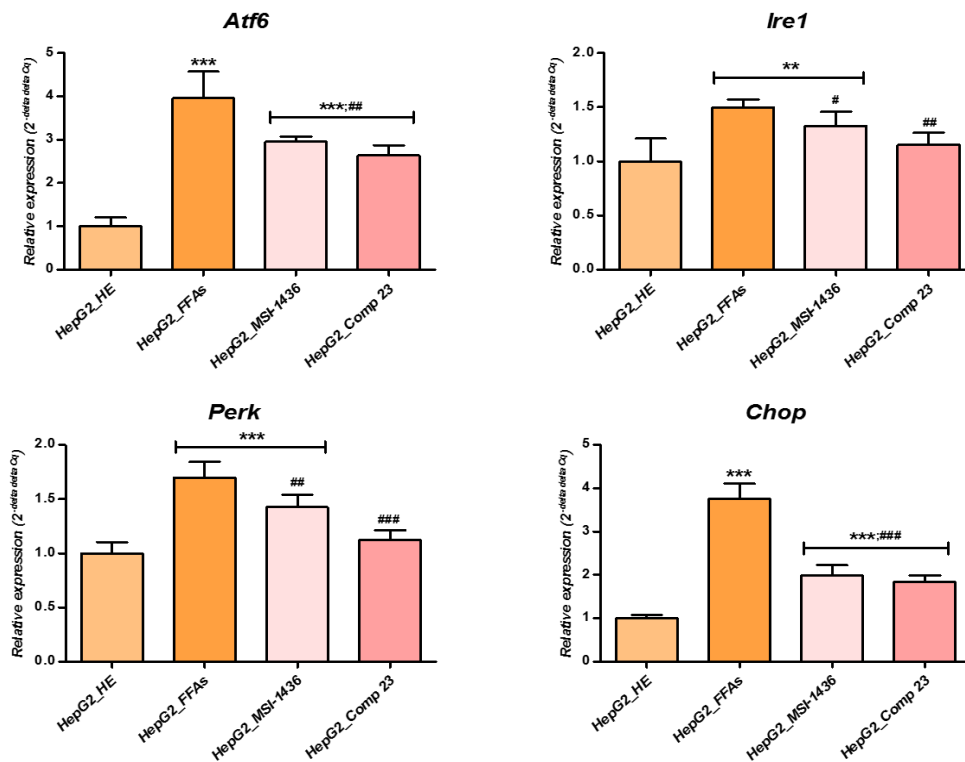 Atf6
Relative expression (2^-delta delta Cq)
5
4
3
2
1
0
***
***;##
HepG2_HE
HepG2_FFAs
HepG2_MSI-1436
HepG2_Comp 23
Ire1
Relative expression (2^-delta delta Cq)
2.0
1.5
1.0
0.5
0.0
**
#
##
HepG2_HE
HepG2_FFAs
HepG2_MSI-1436
HepG2_Comp 23
Perk
Relative expression (2^-delta delta Cq)
2.0
1.5
1.0
0.5
0.0
***
##
###
HepG2_HE
HepG2_FFAs
HepG2_MSI-1436
HepG2_Comp 23
Chop
Relative expression (2^-delta delta Cq)
5
4
3
2
1
0
***
***;###
HepG2_HE
HepG2_FFAs
HepG2_MSI-1436
HepG2_Comp 23